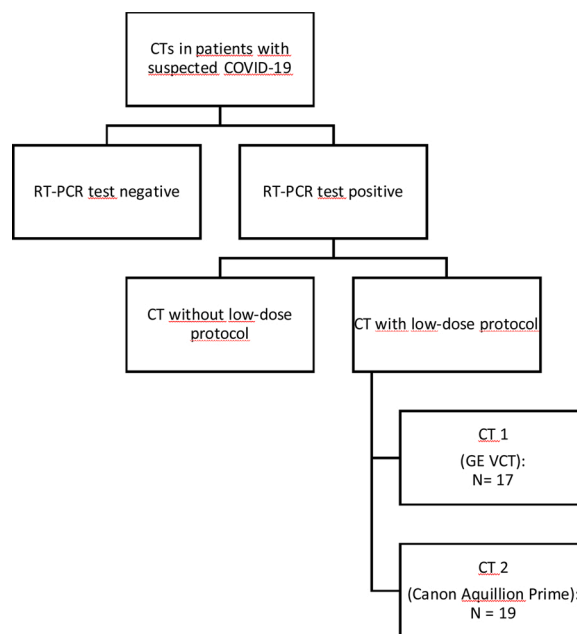 CTs in patients with
suspected COVID-19
RT-PCR test negative
RT-PCR test positive
CT without low-dose
protocol
CT with low-dose protocol
CT 1
(GE VCT):
N= 17
CT 2
(Canon Aquillion Prime):
N = 19